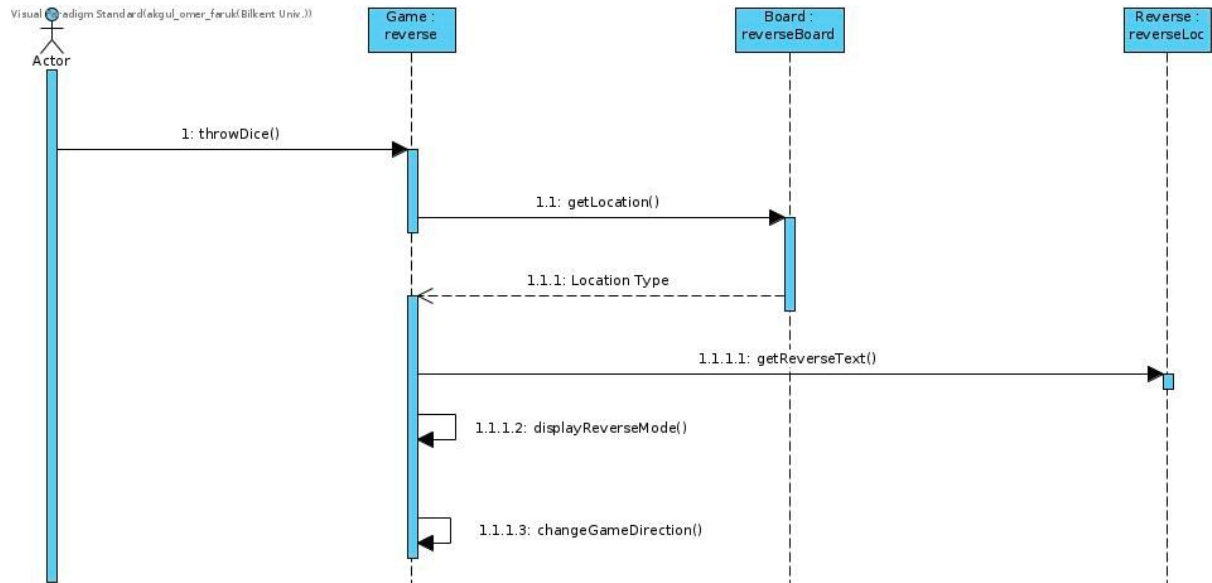 Visual Paradigm Standard(akgul_omer_faruk(Bilkent Univ.))
Actor
Game :
reverse
Board :
reverseBoard
Reverse :
reverseLoc
1: throwDice()
1.1: getLocation()
1.1.1: Location Type
1.1.1.1: getReverseText()
1.1.1.2: displayReverseMode()
1.1.1.3: changeGameDirection()